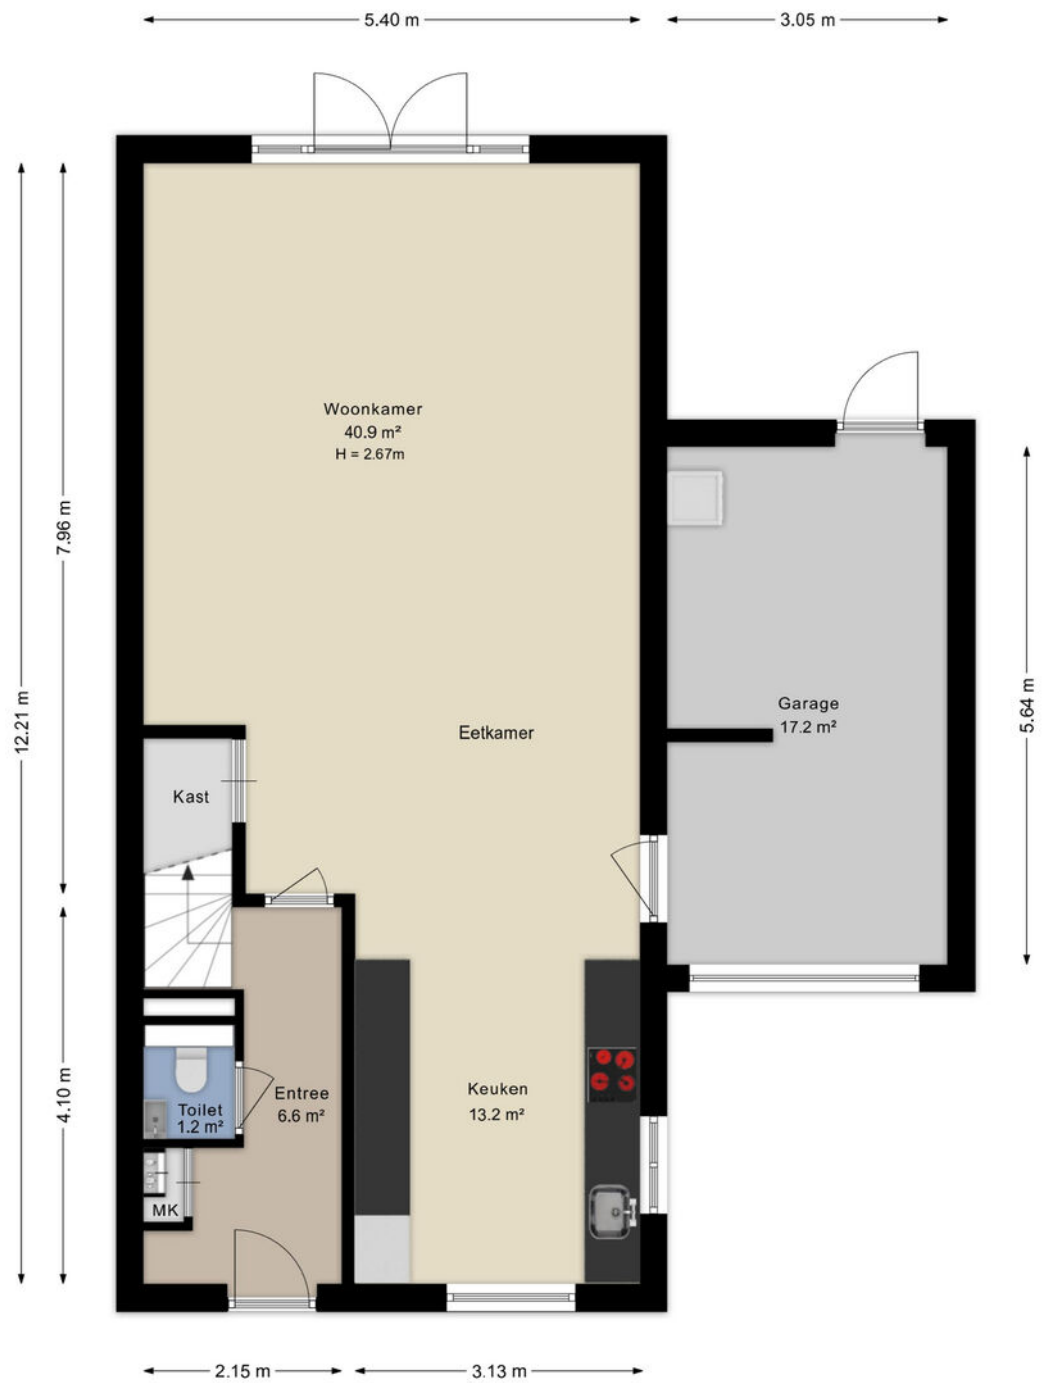 5.40 m
3.05 m
Woonkamer
40.9 m²
H = 2.67m
7.96 m
12.21 m
5.64 m
Garage
17.2 m²
Eetkamer
Kast
4.10 m
Keuken
13.2 m²
Entree
6.6 m²
Toilet
1.2 m²
MK
2.15 m
3.13 m